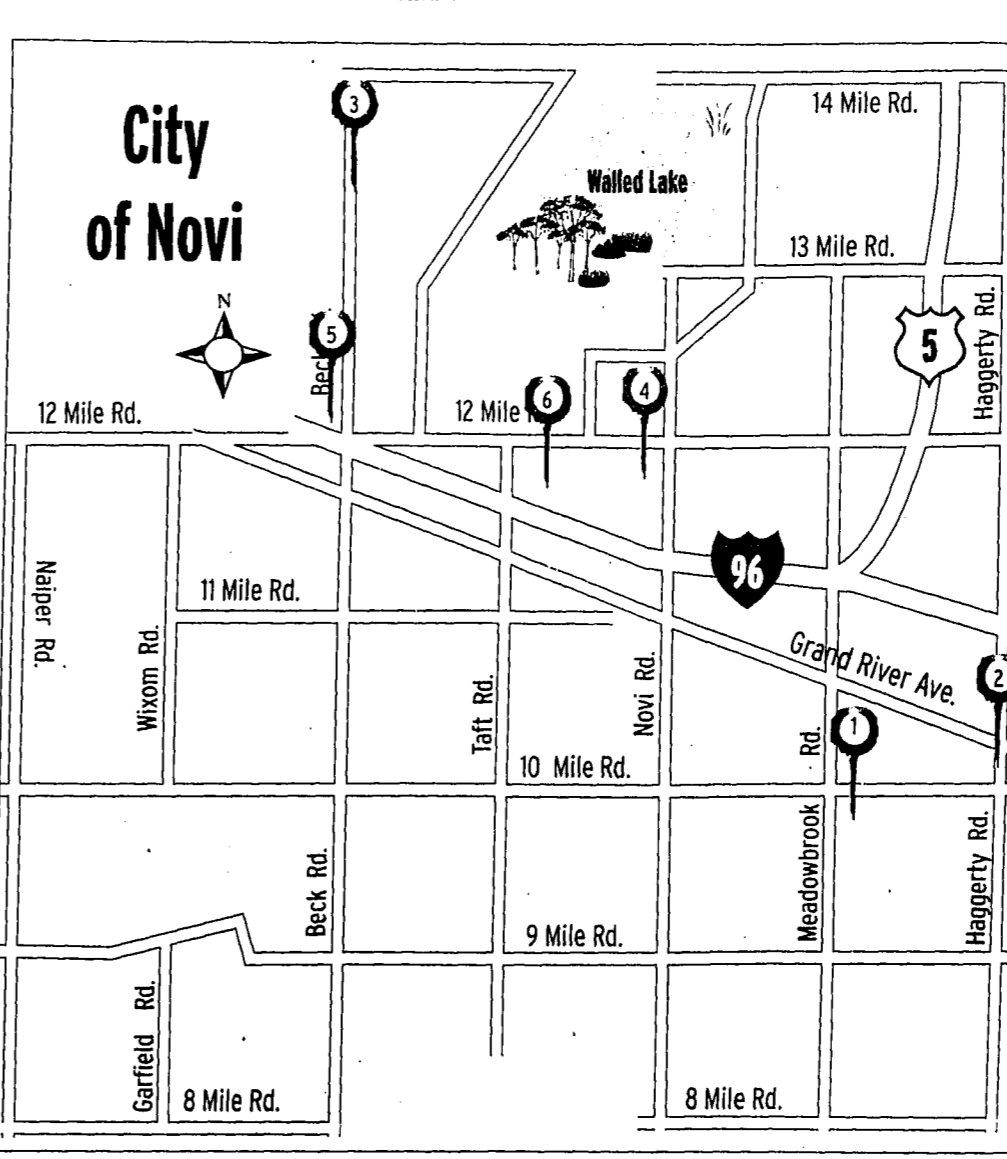 City
of Novi
3
14 Mile Rd.
Walled Lake
13 Mile Rd.
N
5
Beck
5
Haggerty Rd.
12 Mile Rd.
12 Mile
6
4
96
Naiper Rd.
11 Mile Rd.
Wixom Rd.
Taft Rd.
Novi Rd.
Grand River Ave.
2
1
10 Mile Rd.
Meadowbrook Rd.
Beck Rd.
Haggerty Rd.
9 Mile Rd.
Garfield Rd.
8 Mile Rd.
8 Mile Rd.